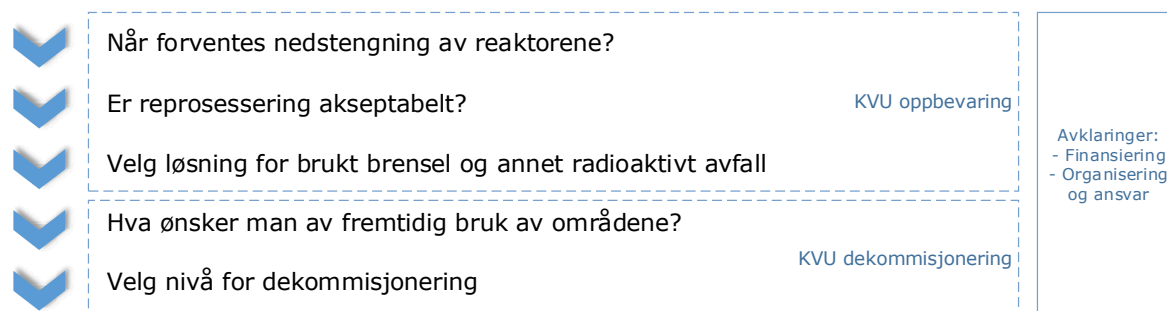 Når forventes nedstengning av reaktorene?
Er reprosessering akseptabelt?
KVU oppbevaring
Velg løsning for brukt brensel og annet radioaktivt avfall
Hva ønsker man av fremtidig bruk av områdene?
KVU dekommisjonering
Velg nivå for dekommisjonering
Avklaringer:
- Finansiering
- Organisering
og ansvar